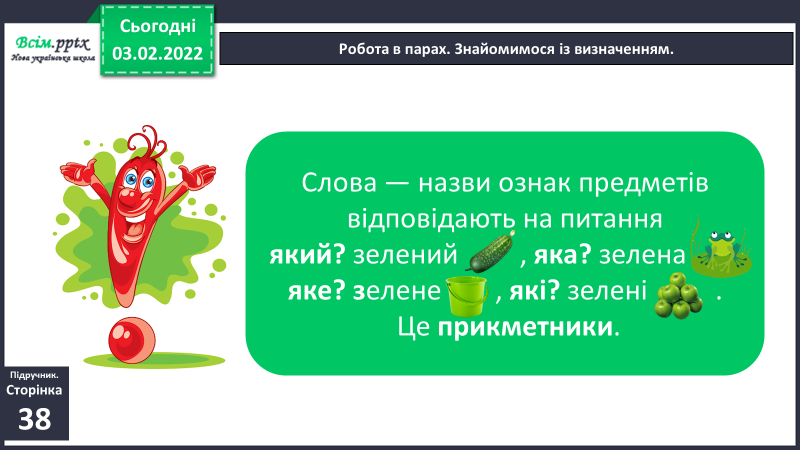 Сьогодні
03.02.2022
Всім.pptx
Нова українська школа
Робота в парах. Знайомимося із визначенням.
Слова — назви ознак предметів
відповідають на питання
який? зелений , яка? зелена
яке? зелене , які? зелені .
Це прикметники.
Підручник.
Сторінка
38